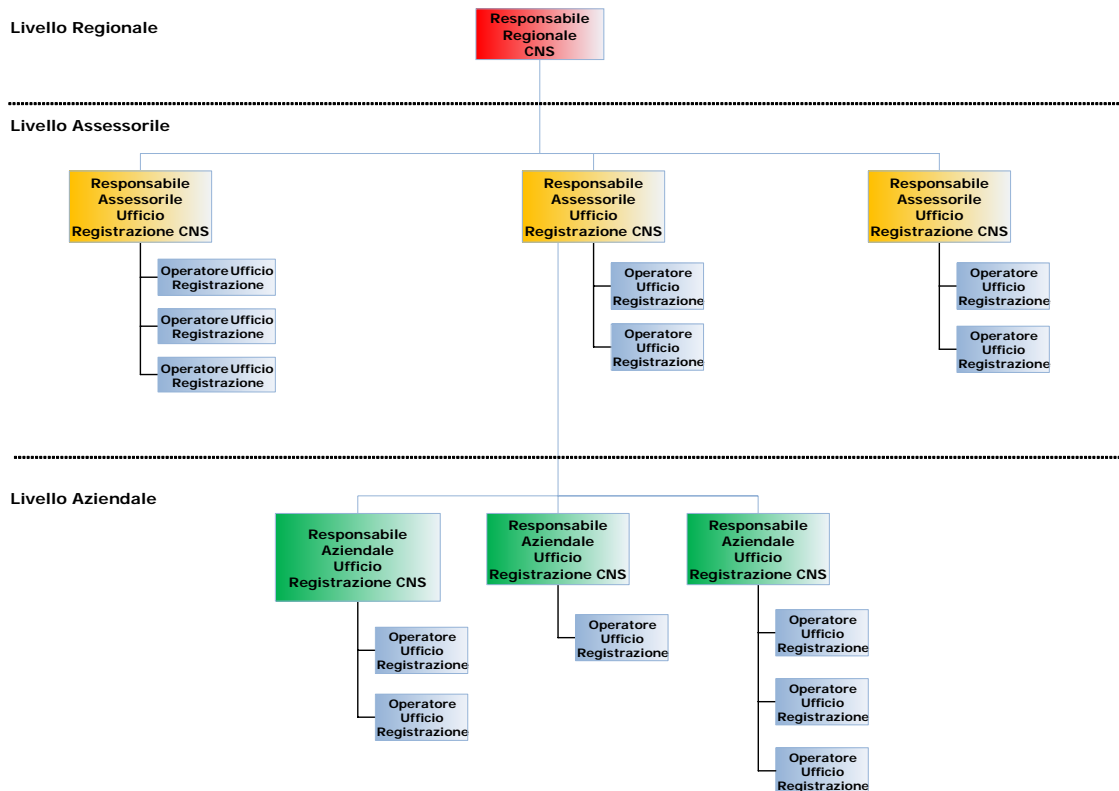 Livello Regionale
Responsabile
Regionale
CNS
Livello Assessorile
Responsabile
Assessorile
Ufficio
Registrazione CNS
Operatore Ufficio
Registrazione
Operatore Ufficio
Registrazione
Operatore Ufficio
Registrazione
Responsabile
Assessorile
Ufficio
Registrazione CNS
Operatore
Ufficio
Registrazione
Operatore
Ufficio
Registrazione
Responsabile
Assessorile
Ufficio
Registrazione CNS
Operatore
Ufficio
Registrazione
Operatore
Ufficio
Registrazione
Livello Aziendale
Responsabile
Aziendale
Ufficio
Registrazione CNS
Operatore
Ufficio
Registrazione
Operatore
Ufficio
Registrazione
Responsabile
Aziendale
Ufficio
Registrazione CNS
Operatore
Ufficio
Registrazione
Responsabile
Aziendale
Ufficio
Registrazione CNS
Operatore
Ufficio
Registrazione
Operatore
Ufficio
Registrazione
Operatore
Ufficio
Registrazione